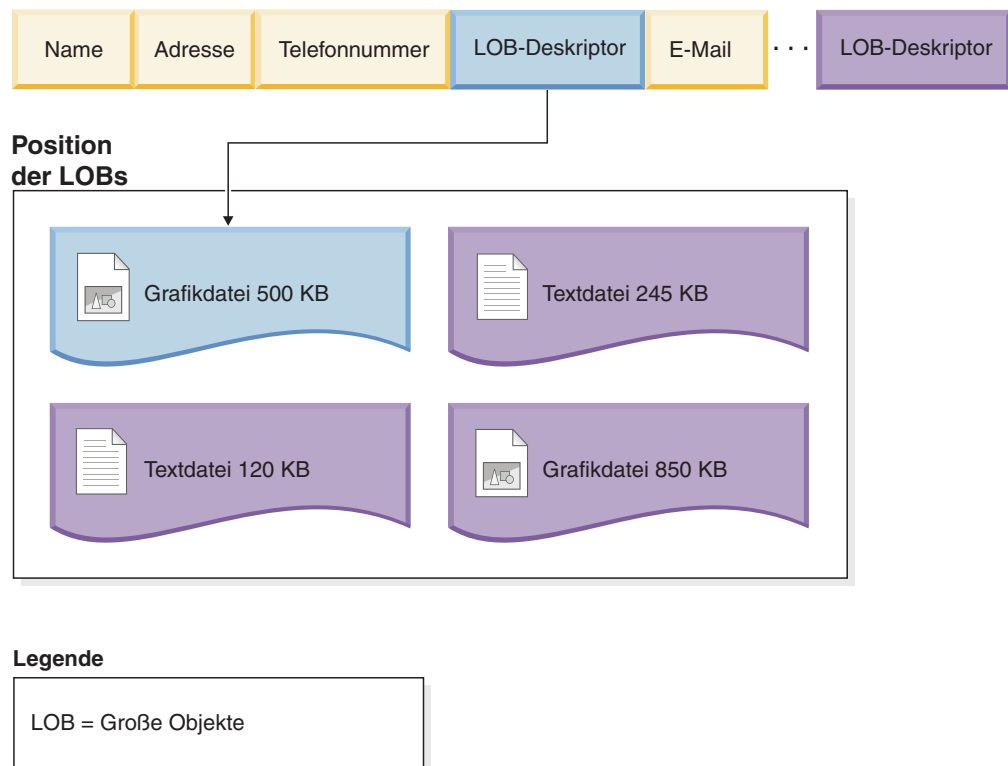 Name Adresse Telefonnummer LOB-Deskriptor E-Mail . . . LOB-Deskriptor
Position
der LOBs
Grafikdatei 500 KB
Textdatei 245 KB
Textdatei 120 KB
Grafikdatei 850 KB
Legende
LOB = Große Objekte